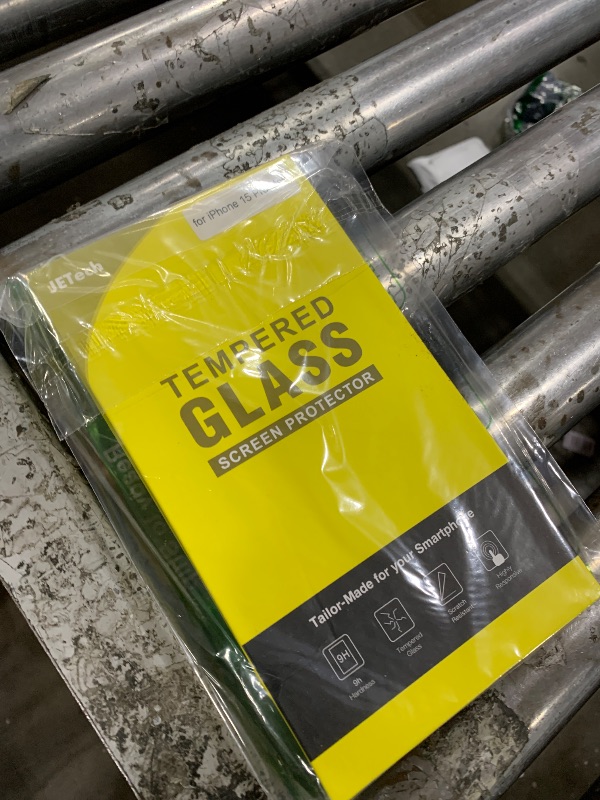 for iPhone 15
JETech
TEMPERED
GLASS
SCREEN PROTECTOR
Tailor-Made for your Smartphone
9H
9h
Hardness
Tempered
Glass
Scratch
Resistant
Highly
Responsive